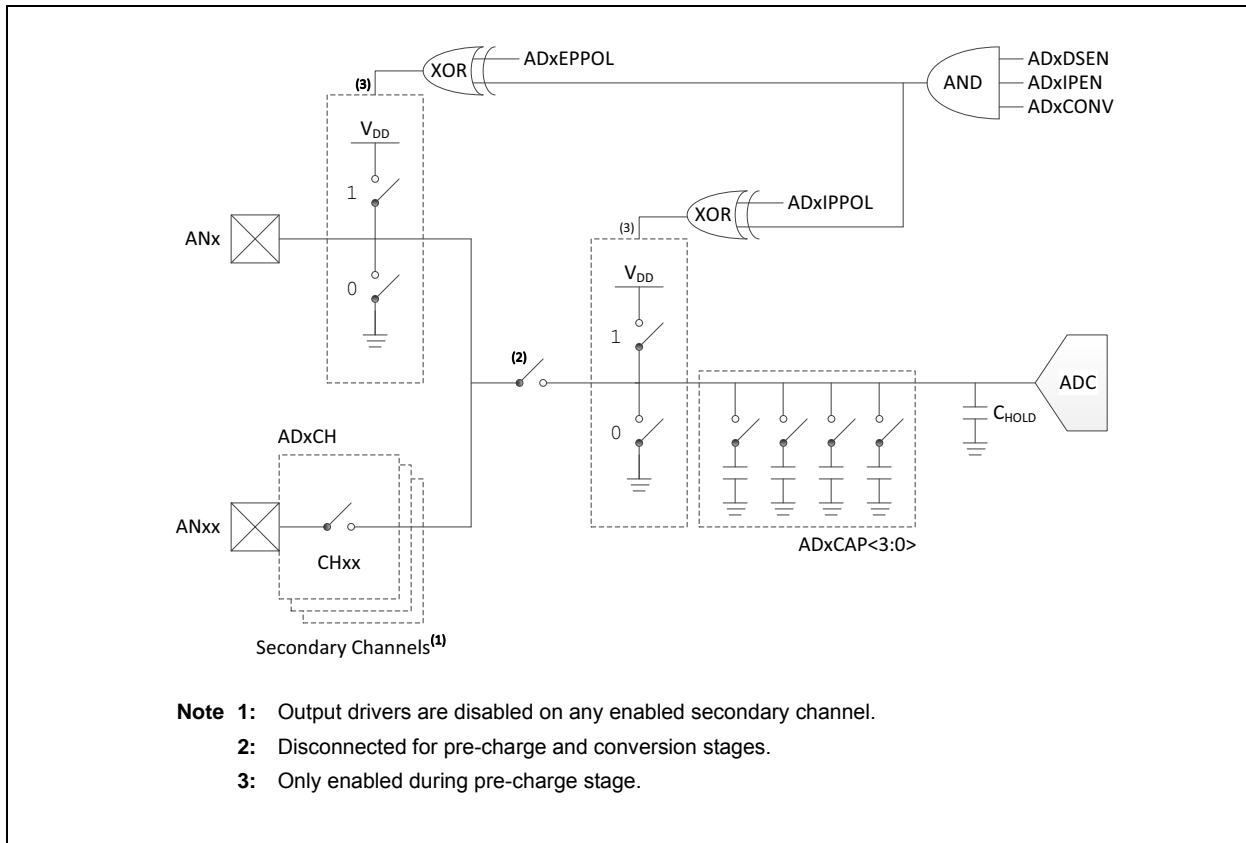 XOR
ADxEPPOL
AND
ADxDSEN
ADxIPEN
ADxCONV
(3)
VDD
1
0
ANx
XOR
ADxIPPOL
(3)
VDD
1
0
(2)
ADC
CHOLD
ADxCAP<3:0>
ADxCH
ANxx
CHxx
Secondary Channels(1)
Note 1: Output drivers are disabled on any enabled secondary channel.
2: Disconnected for pre-charge and conversion stages.
3: Only enabled during pre-charge stage.